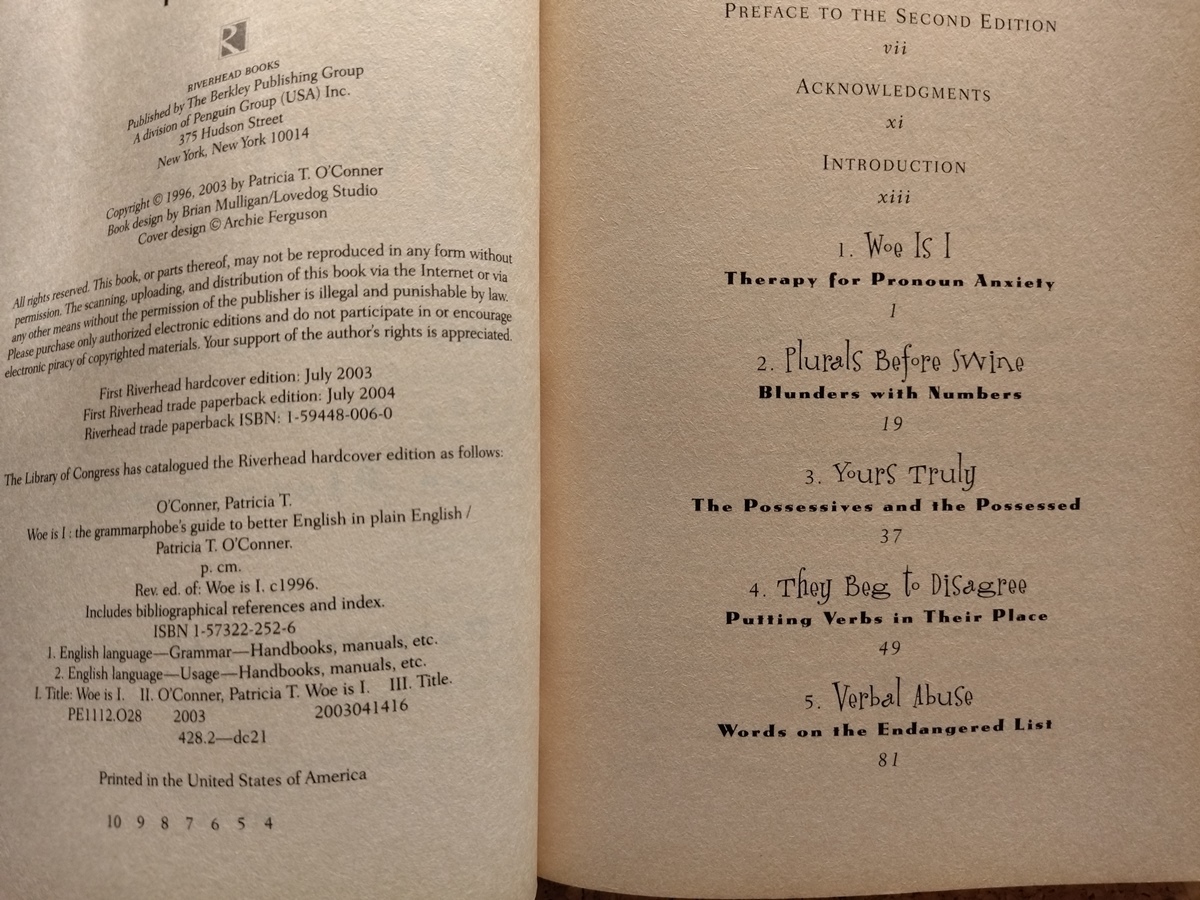 RIVERHEAD BOOKS
Published by The Berkley Publishing Group
A division of Penguin Group (USA) Inc.
375 Hudson Street
New York, New York 10014
Copyright © 1996, 2003 by Patricia T. O'Conner
Book design by Brian Mulligan/Lovedog Studio
Cover design © Archie Ferguson
All rights reserved. This book, or parts thereof, may not be reproduced in any form without
permission. The scanning, uploading, and distribution of this book via the Internet or via
any other means without the permission of the publisher is illegal and punishable by law.
Please purchase only authorized electronic editions and do not participate in or encourage
electronic piracy of copyrighted materials. Your support of the author's rights is appreciated.
First Riverhead hardcover edition: July 2003
First Riverhead trade paperback edition: July 2004
Riverhead trade paperback ISBN: 1-59448-006-0
The Library of Congress has catalogued the Riverhead hardcover edition as follows:
O'Conner, Patricia T.
Woe is I : the grammarphobe's guide to better English in plain English /
Patricia T. O'Conner.
p. cm.
Rev. ed. of: Woe is I. c1996.
Includes bibliographical references and index.
ISBN 1-57322-252-6
1. English language—Grammar—Handbooks, manuals, etc.
2. English language—Usage—Handbooks, manuals, etc.
I. Title: Woe is I. II. O'Conner, Patricia T. Woe is I. III. Title.
PE1112.O28 2003 2003041416
428.2—dc21
Printed in the United States of America
10 9 8 7 6 5 4
PREFACE TO THE SECOND EDITION
vii
ACKNOWLEDGMENTS
xi
INTRODUCTION
xiii
1. Woe Is I
Therapy for Pronoun Anxiety
1
2. Plurals Before Swine
Blunders with Numbers
19
3. Yours Truly
The Possessives and the Possessed
37
4. They Beg to Disagree
Putting Verbs in Their Place
49
5. Verbal Abuse
Words on the Endangered List
81